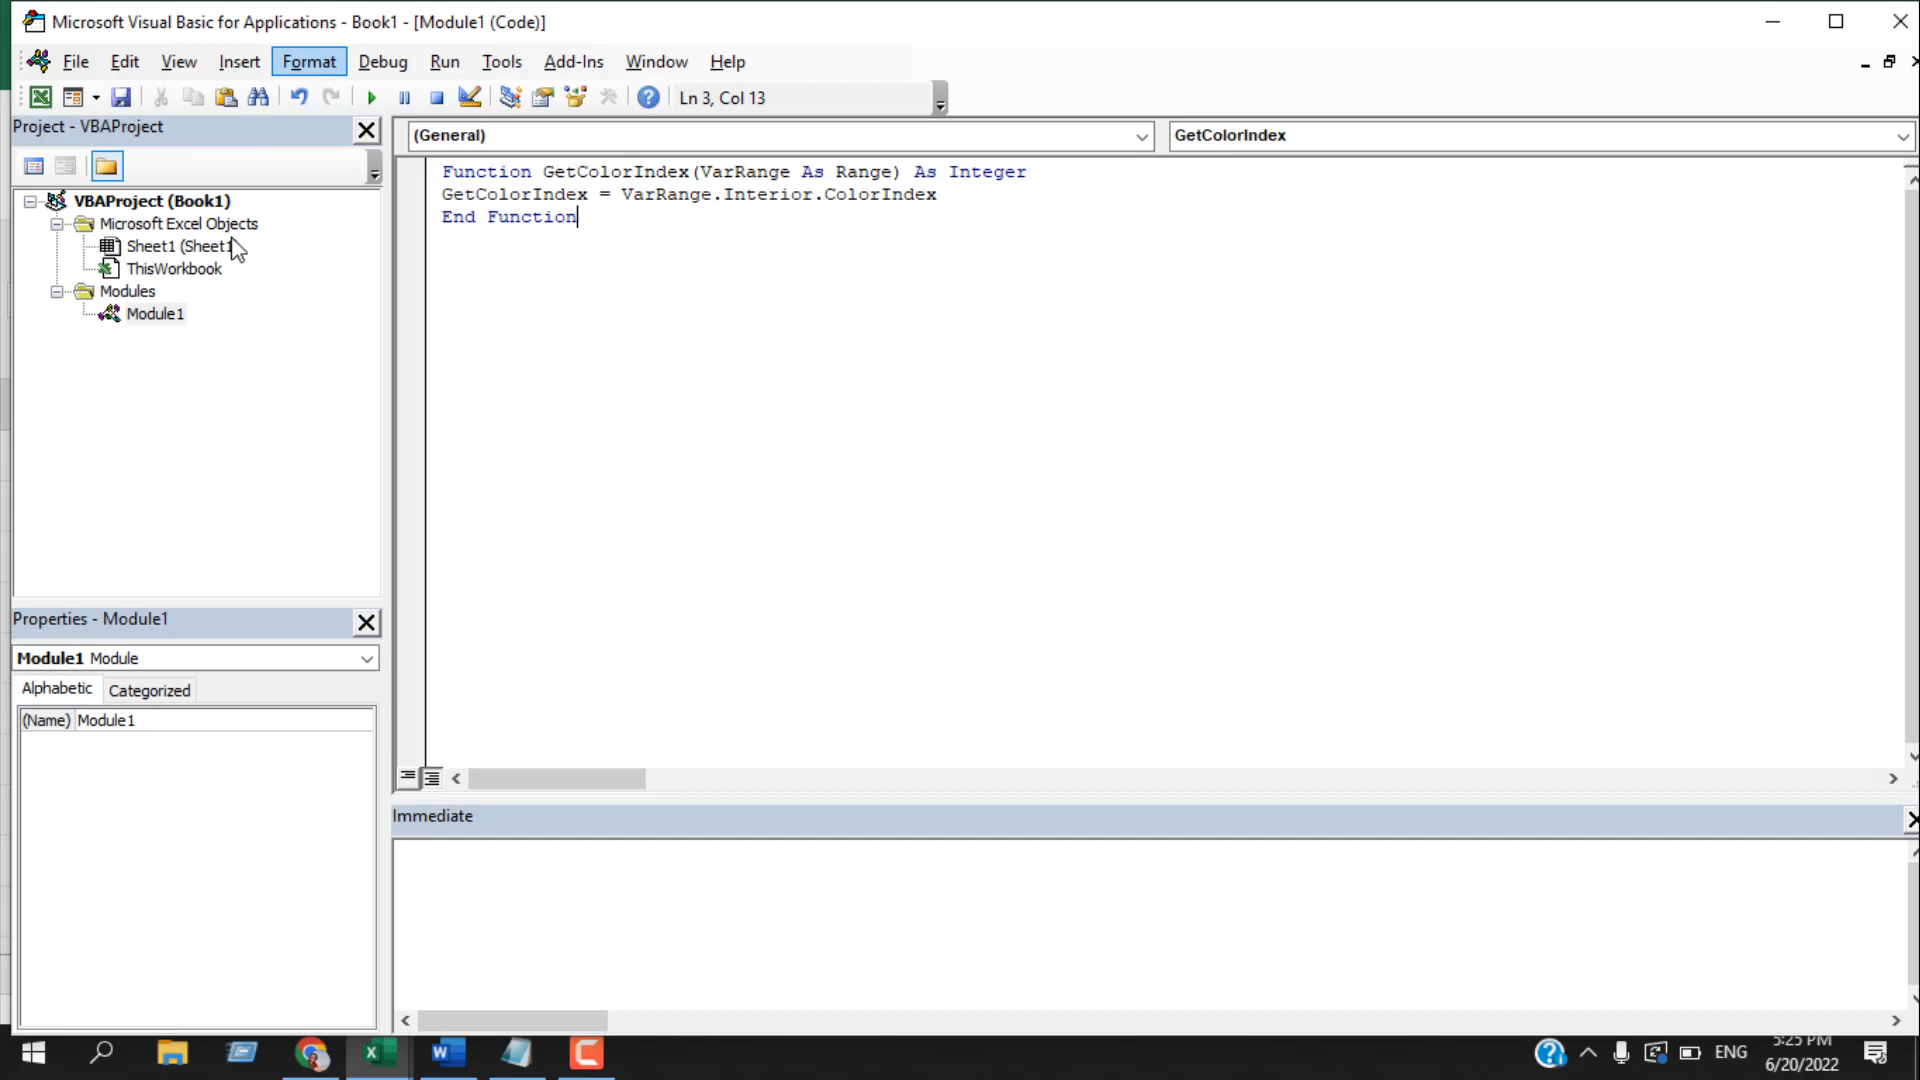 Microsoft Visual Basic for Applications - Book1 - [Module1 (Code)]
File Edit View Insert Format Debug Run Tools Add-Ins Window Help
Ln 3, Col 13
Project - VBAProject
(General)
GetColorIndex
VBAProject (Book1)
Microsoft Excel Objects
Sheet1 (Sheet1
ThisWorkbook
Modules
Module1
Function GetColorIndex(VarRange As Range) As Integer
GetColorIndex = VarRange.Interior.ColorIndex
End Function
Properties - Module1
Module1 Module
Alphabetic Categorized
(Name) Module1
Immediate
ENG
5:25 PM
6/20/2022